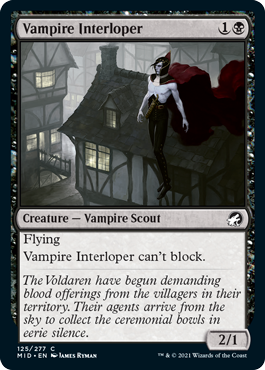 Vampire Interloper 1
Creature — Vampire Scout
Flying
Vampire Interloper can't block.
The Voldaren have begun demanding
blood offerings from the villagers in their
territory. Their agents arrive from the
sky to collect the ceremonial bowls in
eerie silence.
2/1
125/277 C
MID • EN JAMES RYMAN
™ & © 2021 Wizards of the Coast